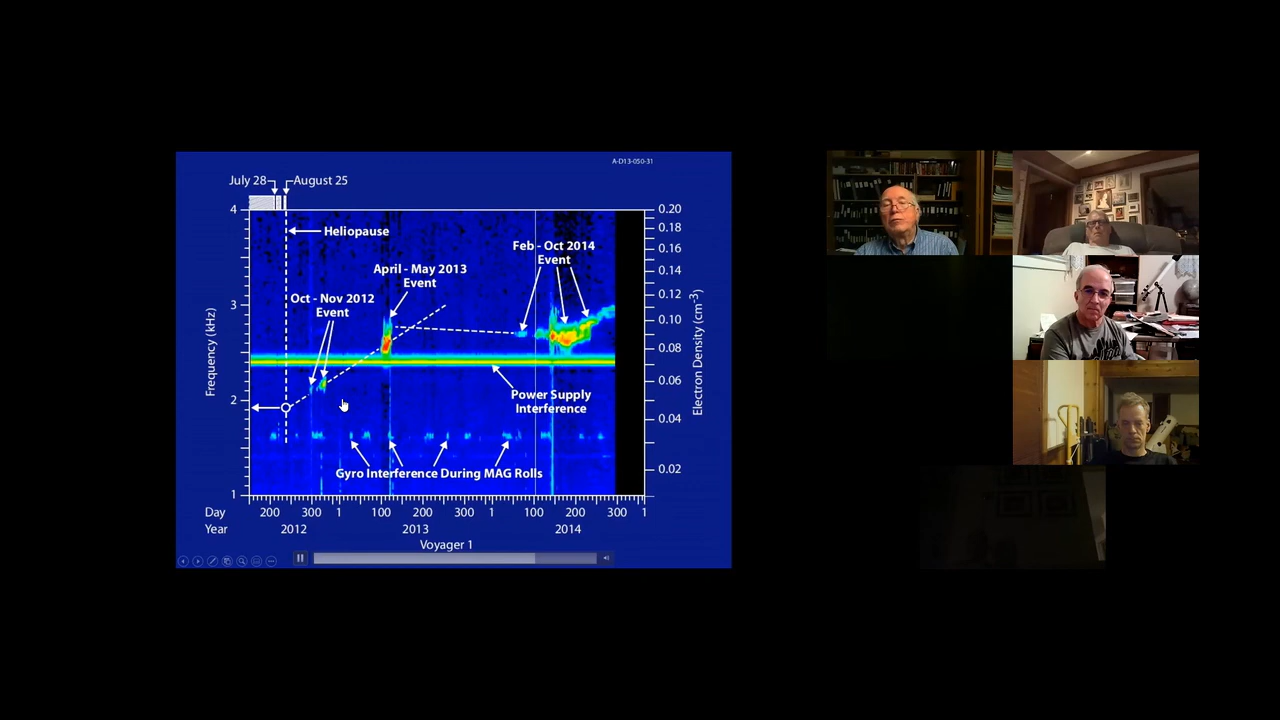 A-D13-050-31
July 28
August 25
4
3
2
1
Frequency (kHz)
0.20
0.18
0.16
0.14
0.12
0.10
0.08
0.06
0.04
0.02
Electron Density (cm-3)
Heliopause
Feb - Oct 2014
Event
April - May 2013
Event
Oct - Nov 2012
Event
Power Supply
Interference
Gyro Interference During MAG Rolls
Day 200 300 1 100 200 300 1 100 200 300 1
Year 2012 2013 2014
Voyager 1